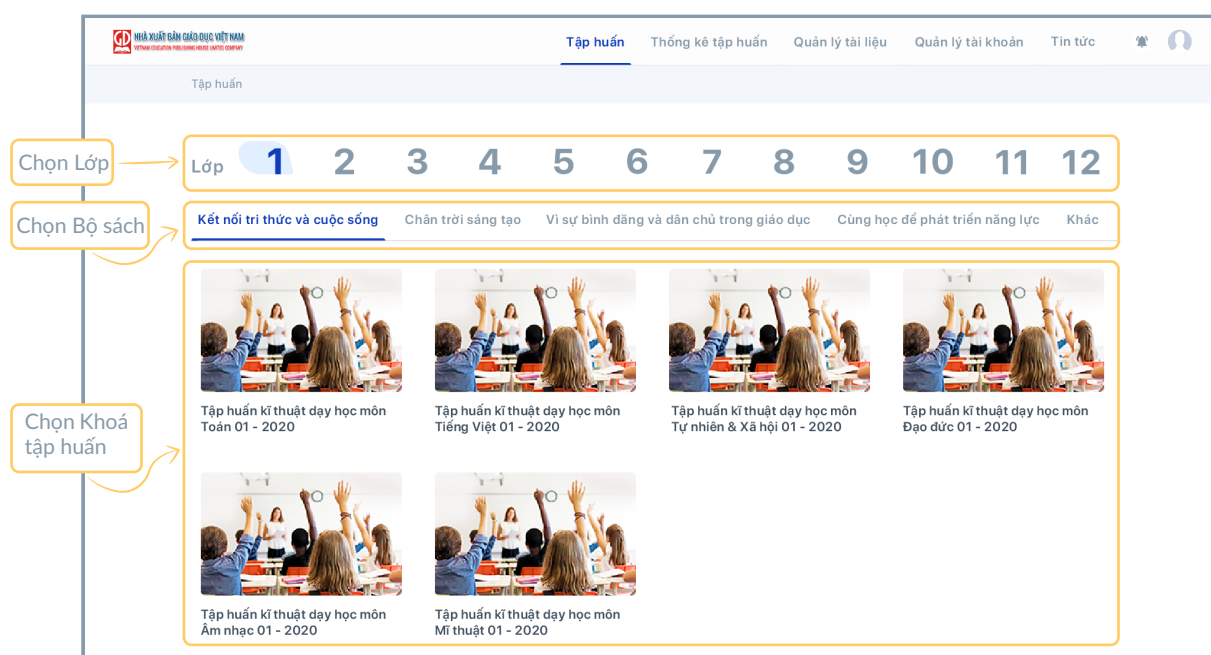 NHÀ XUẤT BẢN GIÁO DỤC VIỆT NAM
VIETNAM EDUCATION PUBLISHING HOUSE LIMITED COMPANY
Tập huấn Thống kê tập huấn Quản lý tài liệu Quản lý tài khoản Tin tức
Tập huấn
Chọn Lớp
Lớp 1 2 3 4 5 6 7 8 9 10 11 12
Chọn Bộ sách
Kết nối tri thức và cuộc sống Chân trời sáng tạo Vì sự bình đẳng và dân chủ trong giáo dục Cùng học để phát triển năng lực Khác
Chọn Khoá
tập huấn
Tập huấn kĩ thuật dạy học môn
Toán 01 - 2020
Tập huấn kĩ thuật dạy học môn
Tiếng Việt 01 - 2020
Tập huấn kĩ thuật dạy học môn
Tự nhiên & Xã hội 01 - 2020
Tập huấn kĩ thuật dạy học môn
Đạo đức 01 - 2020
Tập huấn kĩ thuật dạy học môn
Âm nhạc 01 - 2020
Tập huấn kĩ thuật dạy học môn
Mĩ thuật 01 - 2020